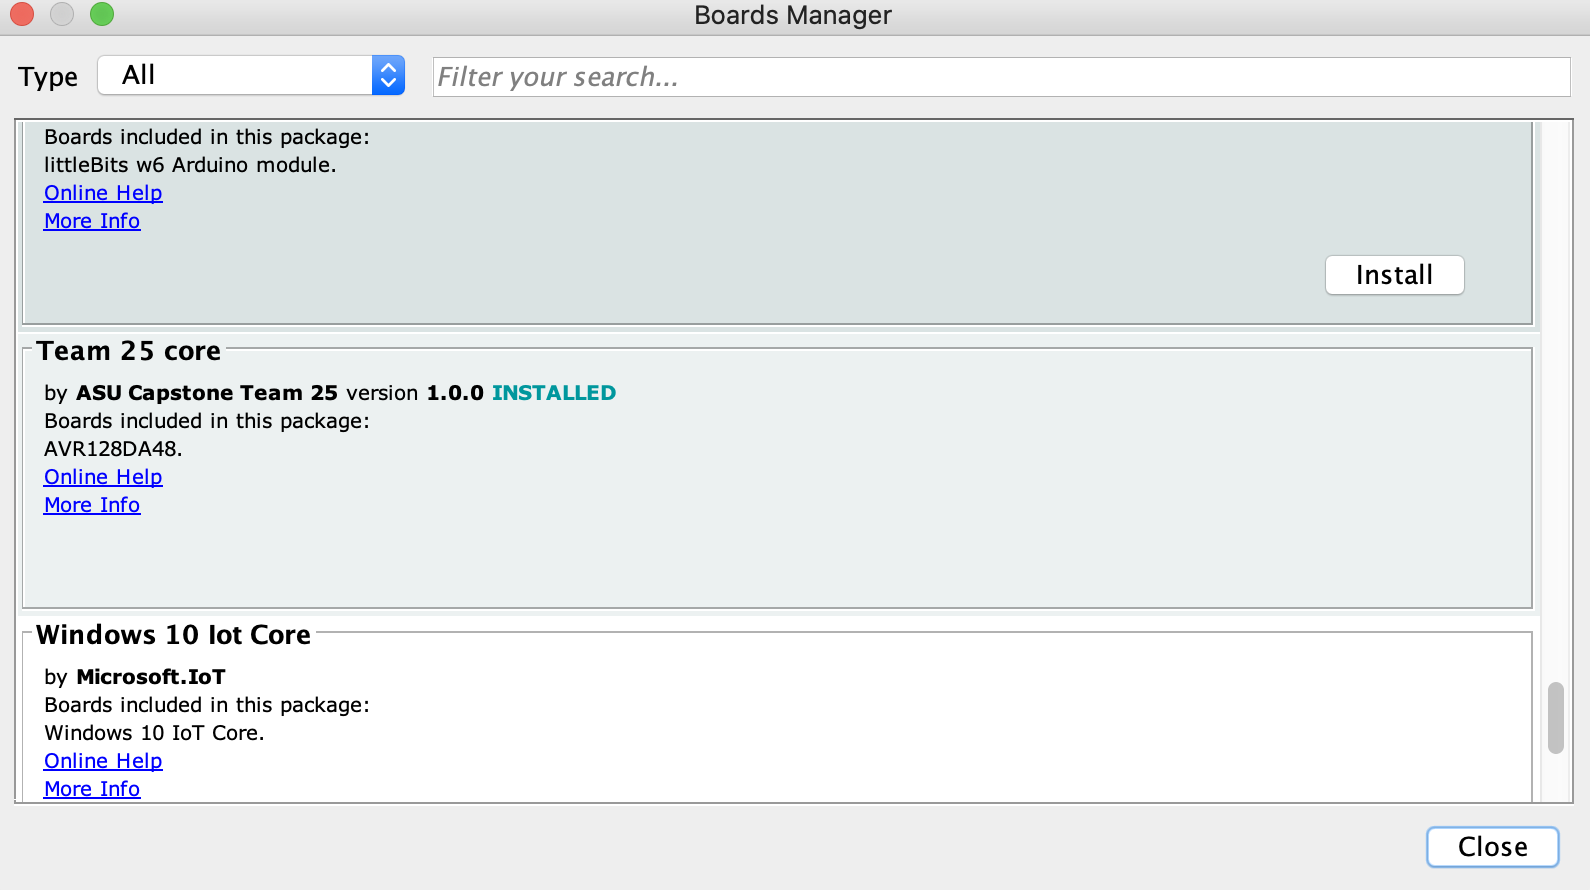 Boards Manager
Type All Filter your search...
Boards included in this package:
littleBits w6 Arduino module.
Online Help
More Info
Install
Team 25 core
by ASU Capstone Team 25 version 1.0.0 INSTALLED
Boards included in this package:
AVR128DA48.
Online Help
More Info
Windows 10 Iot Core
by Microsoft.IoT
Boards included in this package:
Windows 10 IoT Core.
Online Help
More Info
Close